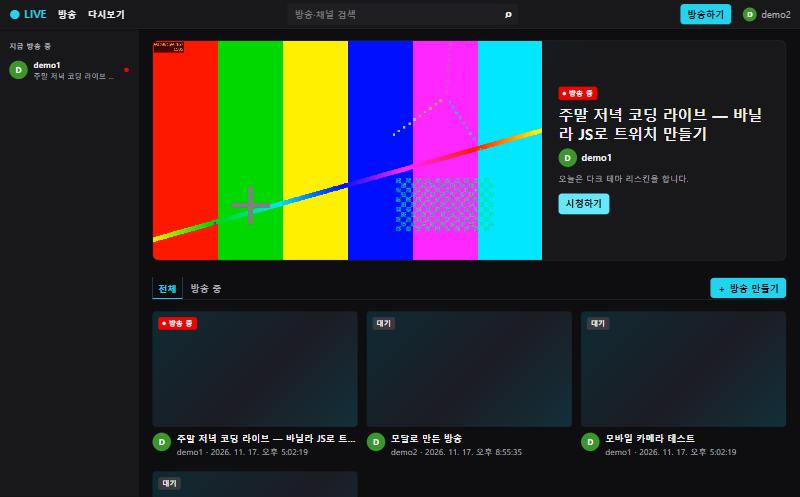 LIVE 방송 다시보기 방송·채널 검색 방송하기 D demo2
지금 방송 중
D demo1
주말 저녁 코딩 라이브 ...
방송 중
주말 저녁 코딩 라이브 — 바닐
라 JS로 트위치 만들기
D demo1
오늘은 다크 테마 리스킨을 합니다.
시청하기
전체 방송 중 + 방송 만들기
방송 중
D 주말 저녁 코딩 라이브 — 바닐라 JS로 트...
demo1 · 2026. 11. 17. 오후 5:02:19
대기
D 모달로 만든 방송
demo2 · 2026. 11. 17. 오후 8:55:35
대기
D 모바일 카메라 테스트
demo1 · 2026. 11. 17. 오후 5:02:19
대기